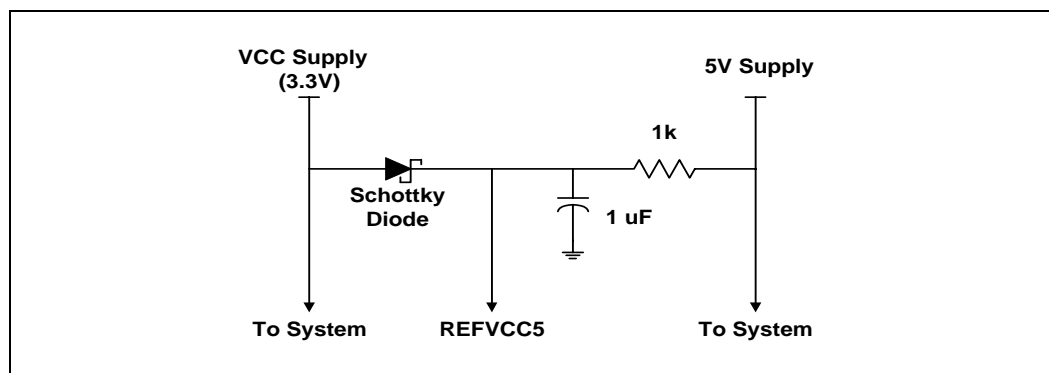 VCC Supply
(3.3V)
5V Supply
1k
Schottky
Diode
1 uF
To System
REFVCC5
To System